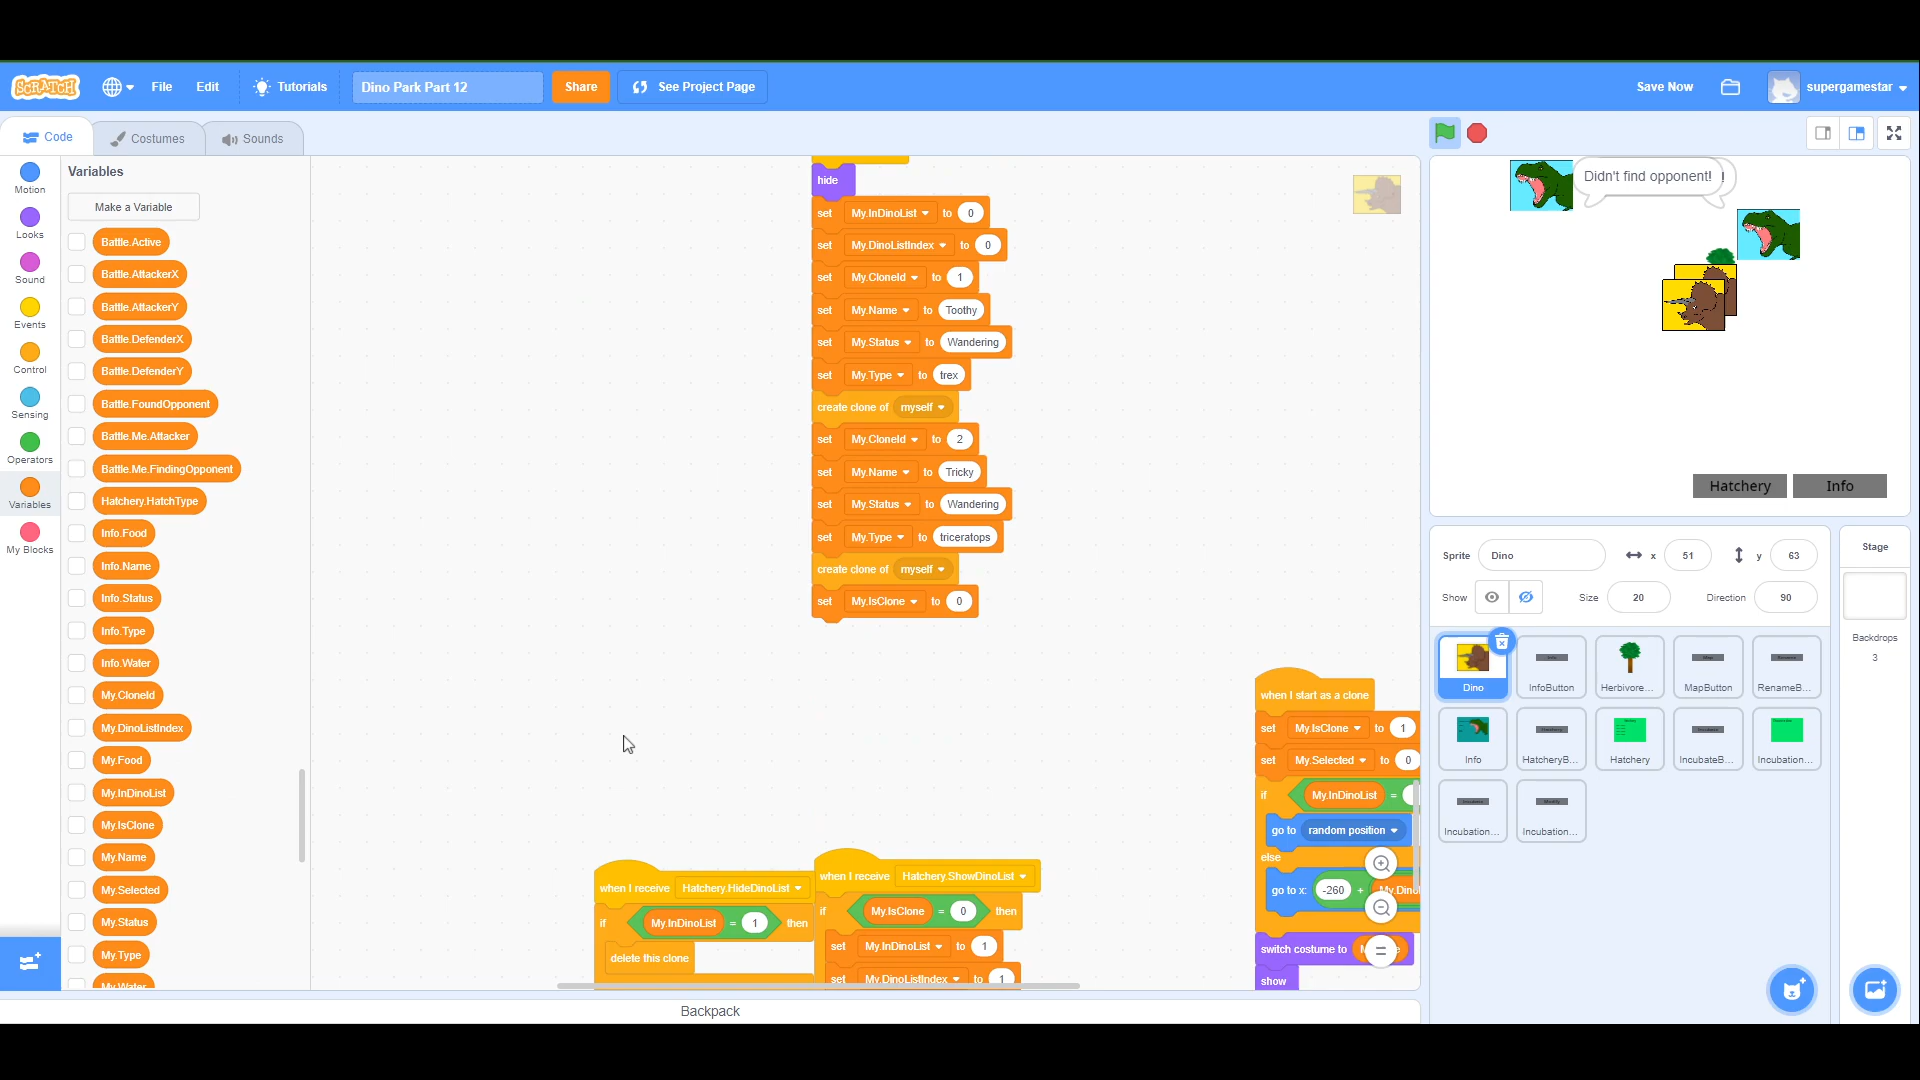 SCRATCH
File
Edit
Tutorials
Dino Park Part 12
Share
See Project Page
Save Now
supergamestar
Code
Costumes
Sounds
Motion
Looks
Sound
Events
Control
Sensing
Operators
Variables
My Blocks
Variables
Make a Variable
Battle.Active
Battle.AttackerX
Battle.AttackerY
Battle.DefenderX
Battle.DefenderY
Battle.FoundOpponent
Battle.Me.Attacker
Battle.Me.FindingOpponent
Hatchery.HatchType
Info.Food
Info.Name
Info.Status
Info.Type
Info.Water
My.CloneId
My.DinoListIndex
My.Food
My.InDinoList
My.IsClone
My.Name
My.Selected
My.Status
My.Type
My.Water
hide
set My.InDinoList to 0
set My.DinoListIndex to 0
set My.CloneId to 1
set My.Name to Toothy
set My.Status to Wandering
set My.Type to trex
create clone of myself
set My.CloneId to 2
set My.Name to Tricky
set My.Status to Wandering
set My.Type to triceratops
create clone of myself
set My.IsClone to 0
when I receive Hatchery.HideDinoList
if My.InDinoList = 1 then
delete this clone
when I receive Hatchery.ShowDinoList
if My.IsClone = 0 then
set My.InDinoList to 1
set My.DinoListIndex to 1
when I start as a clone
set My.IsClone to 1
set My.Selected to 0
if My.InDinoList =
go to random position
else
go to x: -260 + My.Dino
switch costume to
show
Backpack
Didn't find opponent! !
Hatchery
Info
Sprite Dino x 51 y 63
Show Size 20 Direction 90
Dino
InfoButton
Herbivore...
MapButton
RenameB...
Info
HatcheryB...
Hatchery
IncubateB...
Incubation...
Incubation...
Incubation...
Stage
Backdrops
3